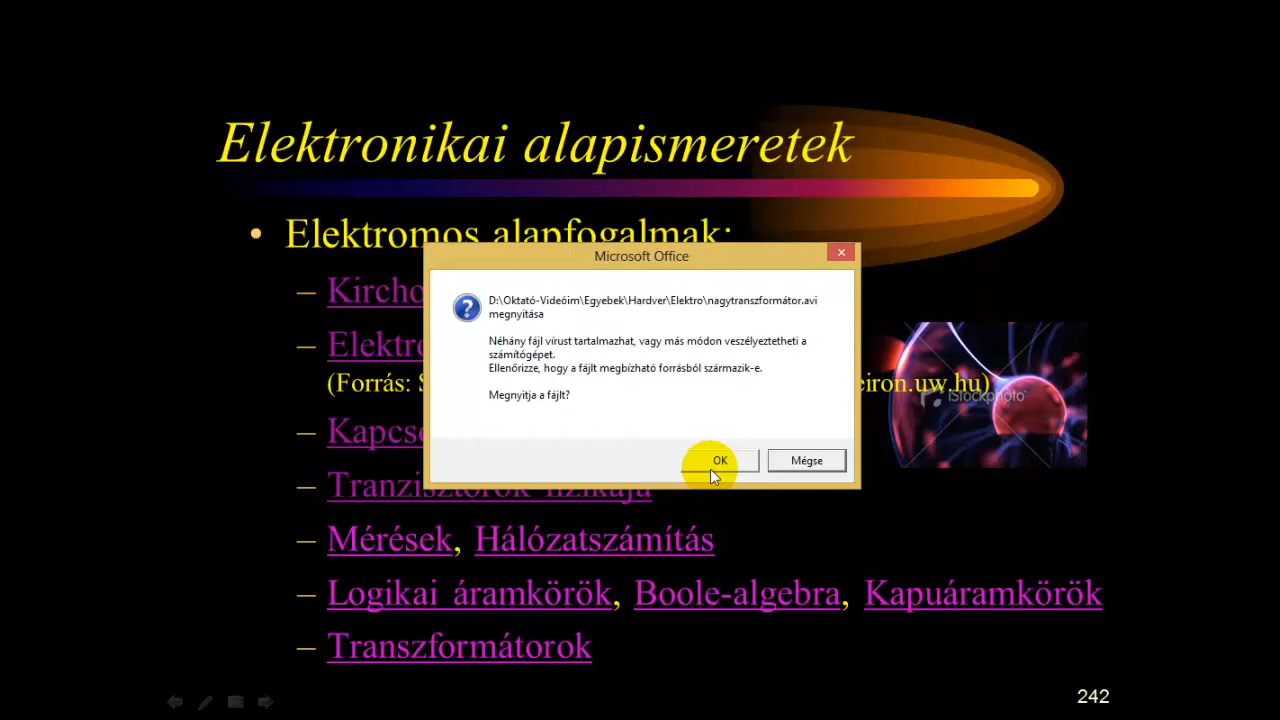 Elektronikai alapismeretek
• Elektromos alapfogalmak:
– Kircho
– Elektro
(Forrás: S
eiron.uw.hu)
– Kapcs
– Tranzisztorok fizikája
– Mérések, Hálózatszámítás
– Logikai áramkörök, Boole-algebra, Kapuáramkörök
– Transzformátorok
Microsoft Office
D:\Oktató-Videóim\Egyebek\Hardver\Elektro\nagytranszformátor.avi
megnyitása
Néhány fájl vírust tartalmazhat, vagy más módon veszélyeztetheti a
számítógépet.
Ellenőrizze, hogy a fájlt megbízható forrásból származik-e.
Megnyitja a fájlt?
OK
Mégse
iStockphoto
242